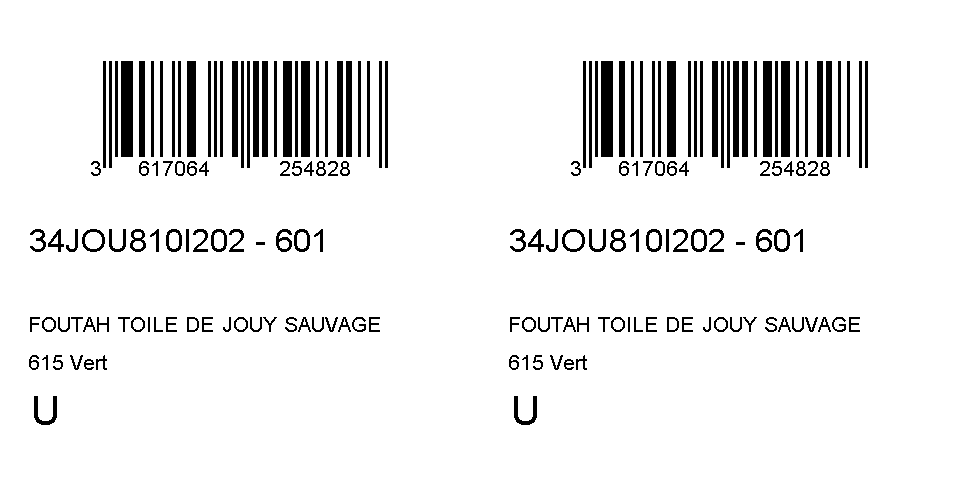 3 617064 254828
34JOU810I202 - 601
FOUTAH TOILE DE JOUY SAUVAGE
615 Vert
U
3 617064 254828
34JOU810I202 - 601
FOUTAH TOILE DE JOUY SAUVAGE
615 Vert
U